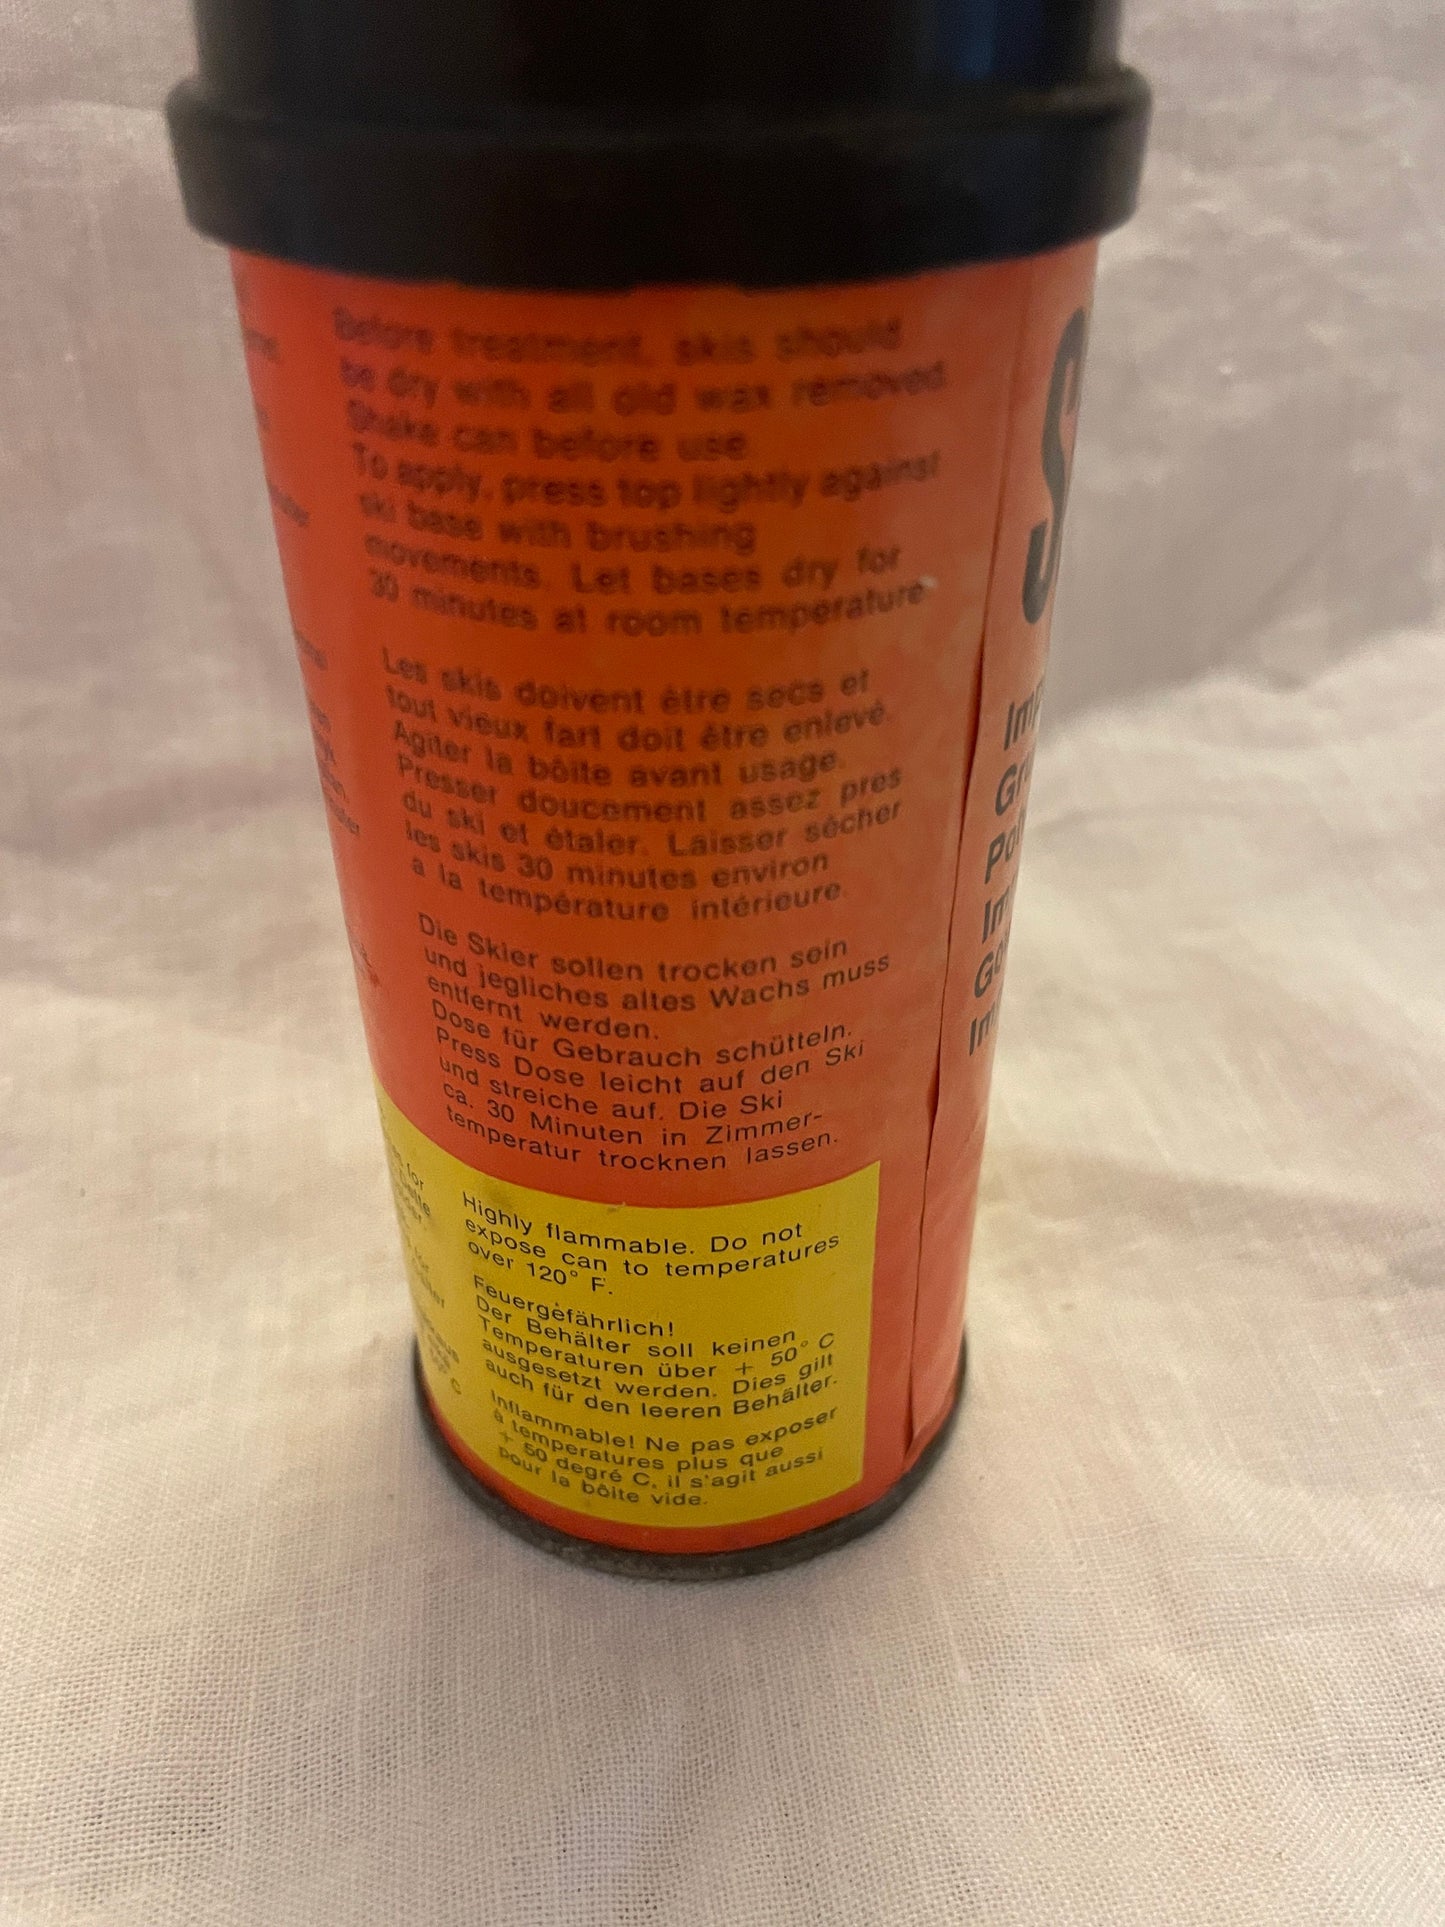 Before treatment, skis should
be dry with all old wax removed.
Shake can before use
To apply, press top lightly against
ski base with brushing
movements. Let bases dry for
30 minutes at room temperature
Les skis doivent être secs et
tout vieux fart doit être enlevé.
Agiter la bôite avant usage.
Presser doucement assez pres
du ski et étaler. Laisser sécher
les skis 30 minutes environ
a la température intérieure.
Die Skier sollen trocken sein
und jegliches altes Wachs muss
entfernt werden.
Dose für Gebrauch schütteln.
Press Dose leicht auf den Ski
und streiche auf. Die Ski
ca. 30 Minuten in Zimmer-
temperatur trocknen lassen.
Highly flammable. Do not
expose can to temperatures
over 120° F.
Feuergefährlich!
Der Behälter soll keinen
Temperaturen über + 50° C
ausgesetzt werden. Dies gilt
auch für den leeren Behälter.
Inflammable! Ne pas exposer
à temperatures plus que
+ 50 degré C, il s'agit aussi
pour la bôite vide.